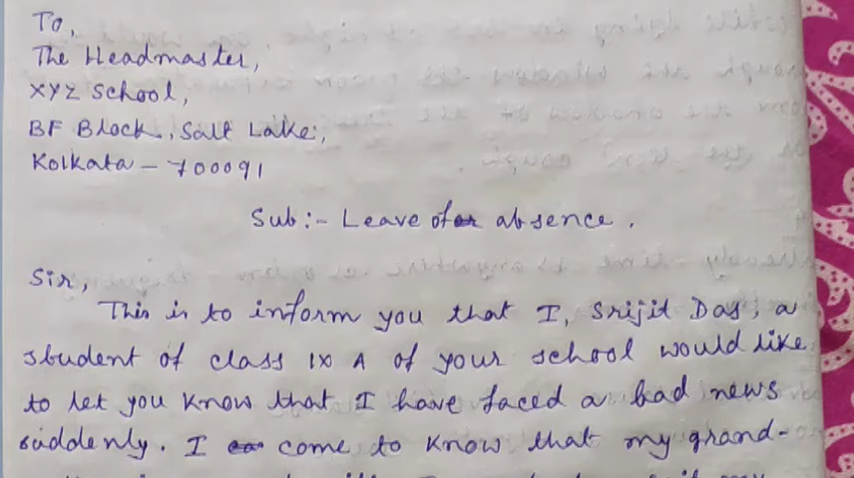 To,
The Headmaster,
XYZ School,
BF Block, Salt Lake,
Kolkata - 700091
Sub:- Leave of absence.
Sir,
This is to inform you that I, Srijit Das, a
student of class IX A of your school would like
to let you know that I have faced a bad news
suddenly. I come to know that my grand-